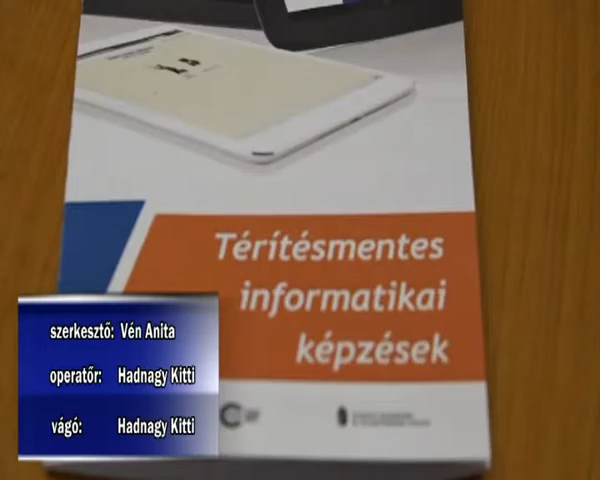 Térítésmentes
informatikai
képzések
szerkesztő: Vén Anita
operatőr: Hadnagy Kitti
vágó: Hadnagy Kitti